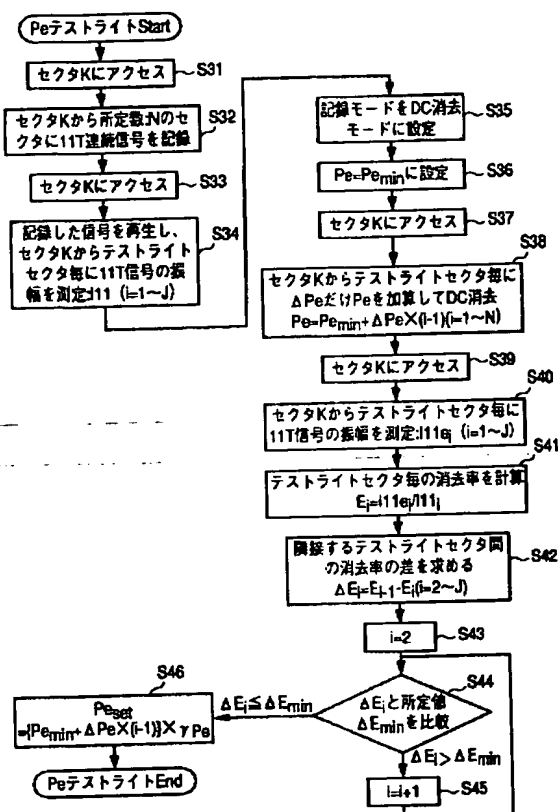 PeテストライトStart
セクタKにアクセス
S31
セクタKから所定数:Nのセ
クタに11T連続信号を記録
S32
セクタKにアクセス
S33
記録した信号を再生し、
セクタKからテストライト
セクタ毎に11T信号の振
幅を測定:I11 (i=1~J)
S34
記録モードをDC消去
モードに設定
S35
Pe=Peminに設定
S36
セクタKにアクセス
S37
セクタKからテストライトセクタ毎に
ΔPeだけPeを加算してDC消去
Pe=Pemin+ΔPe×(i-1)(i=1~N)
S38
セクタKにアクセス
S39
セクタKからテストライトセクタ毎に
11T信号の振幅を測定:I11ei (i=1~J)
S40
テストライトセクタ毎の消去率を計算
Ei=I11ei/I11i
S41
隣接するテストライトセクタ間
の消去率の差を求める
ΔEi=Ei-1-Ei(i=2~J)
S42
i=2
S43
ΔEiと所定値
ΔEminを比較
S44
ΔEi≦ΔEmin
ΔEi>ΔEmin
i=i+1
S45
Peset
={Pemin+ΔPe×(i-1)}×γPe
S46
PeテストライトEnd